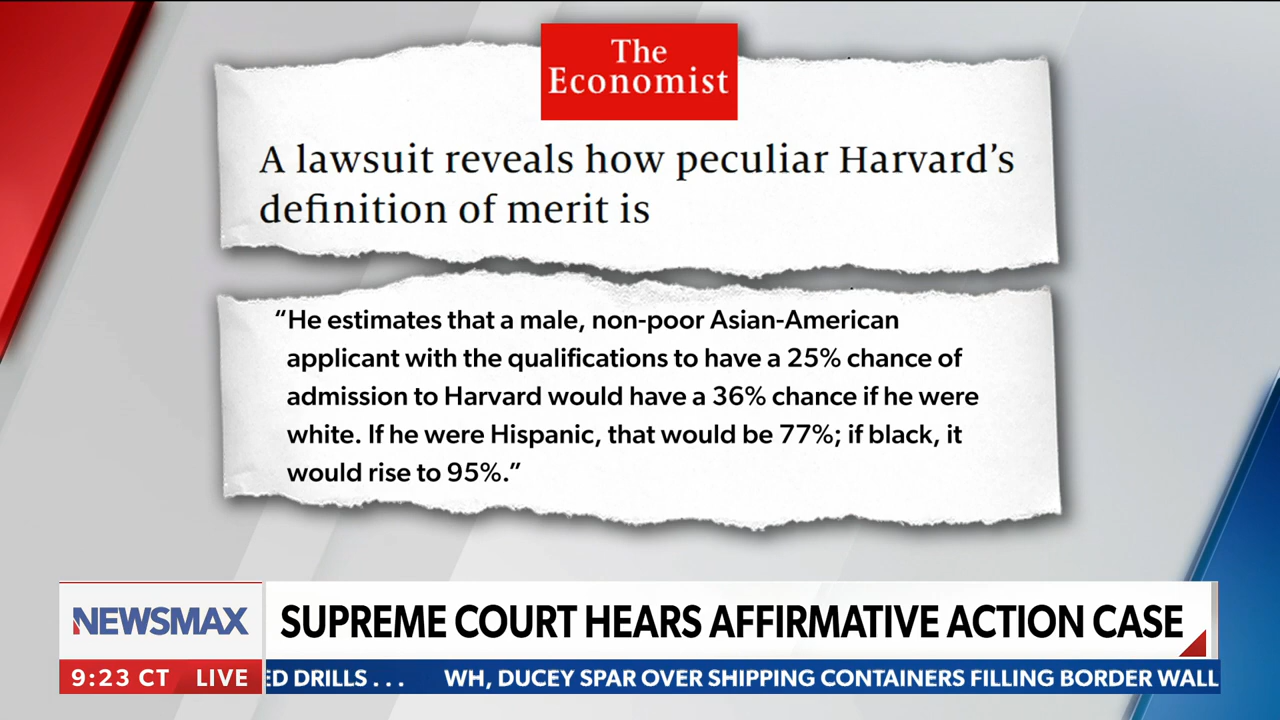 The
Economist
A lawsuit reveals how peculiar Harvard's
definition of merit is
“He estimates that a male, non-poor Asian-American
applicant with the qualifications to have a 25% chance of
admission to Harvard would have a 36% chance if he were
white. If he were Hispanic, that would be 77%; if black, it
would rise to 95%.”
NEWSMAX
SUPREME COURT HEARS AFFIRMATIVE ACTION CASE
9:23 CT LIVE
ED DRILLS . . . WH, DUCEY SPAR OVER SHIPPING CONTAINERS FILLING BORDER WALL